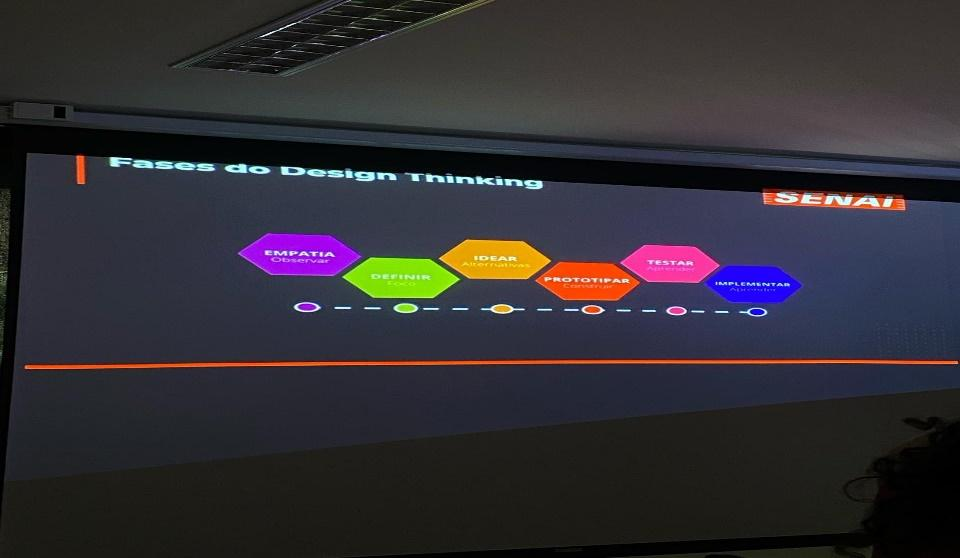 Fases do Design Thinking
SENAI
EMPATIA
Observar
DEFINIR
Foco
IDEAR
Alternativas
PROTOTIPAR
Construir
TESTAR
Aprender
IMPLEMENTAR
Aprender